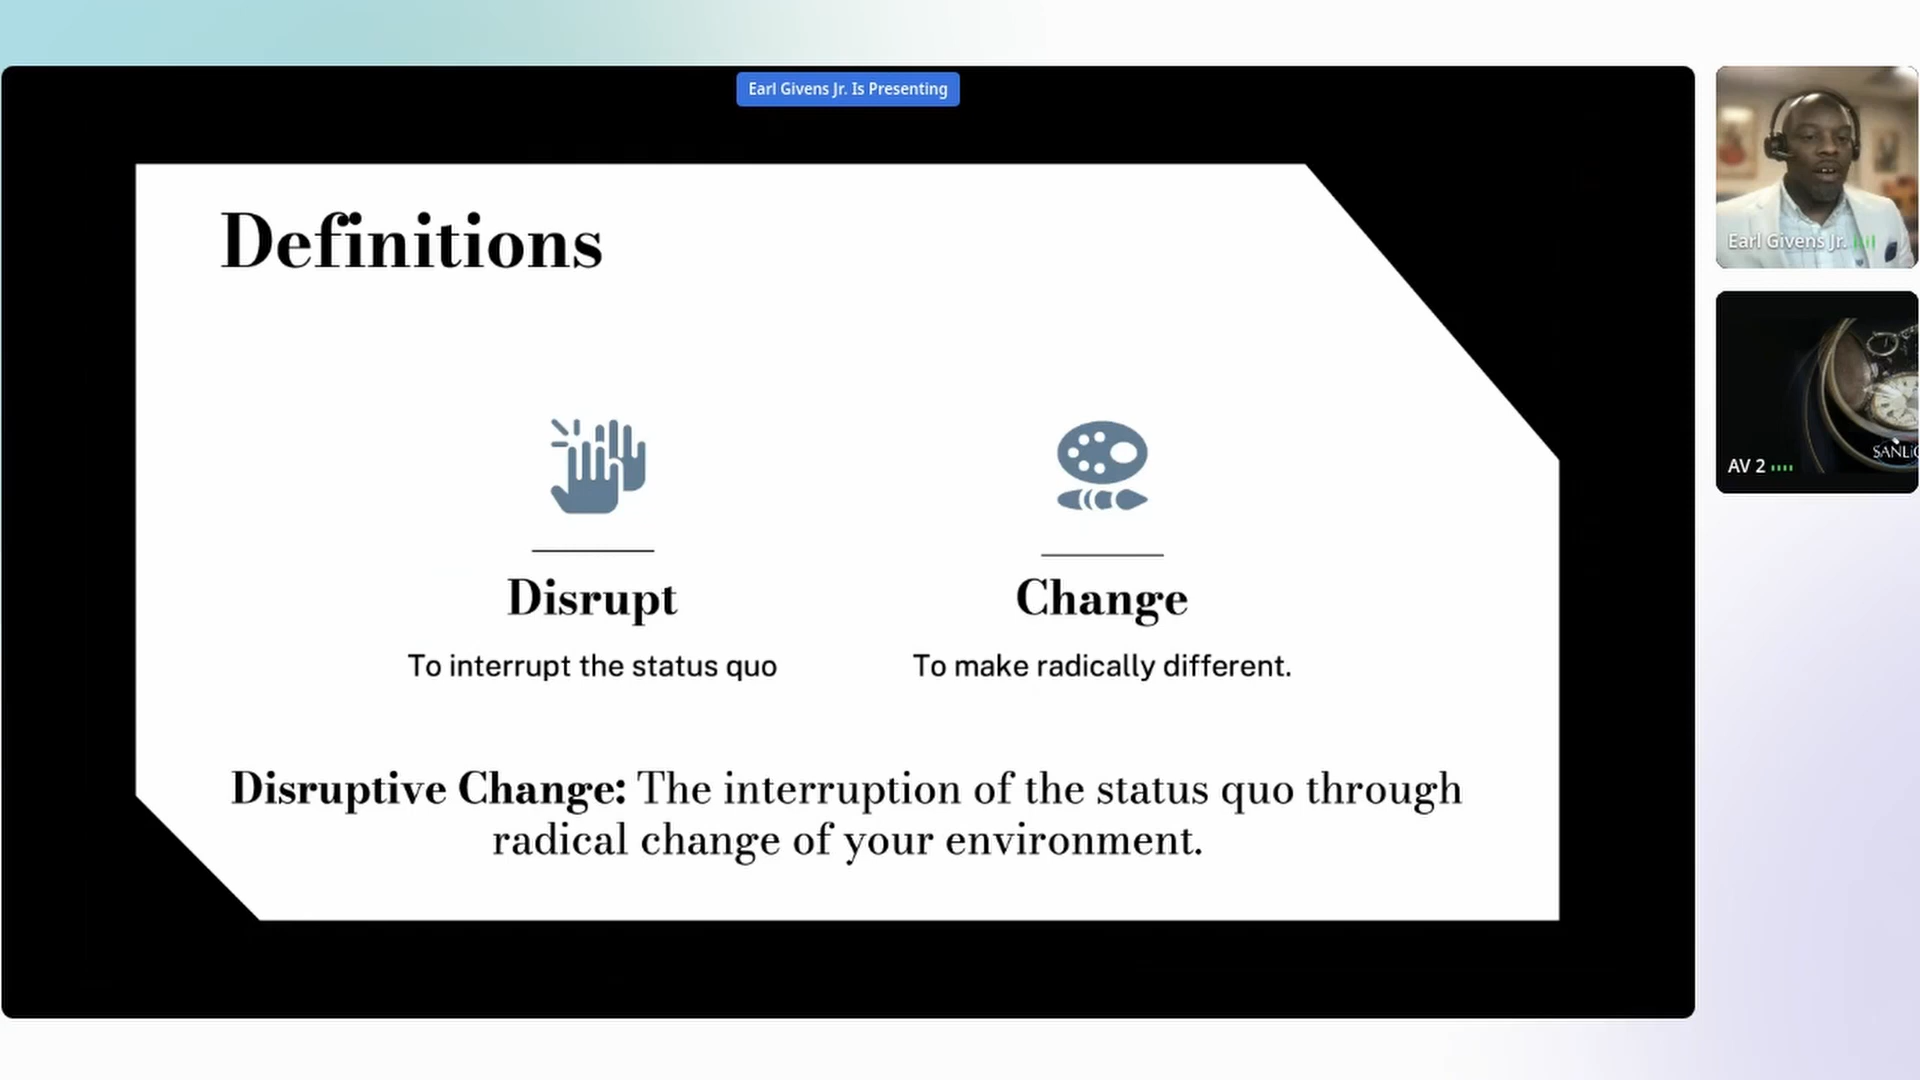 Earl Givens Jr. Is Presenting
Definitions
Disrupt
To interrupt the status quo
Change
To make radically different.
Disruptive Change: The interruption of the status quo through
radical change of your environment.
Earl Givens Jr.
AV 2